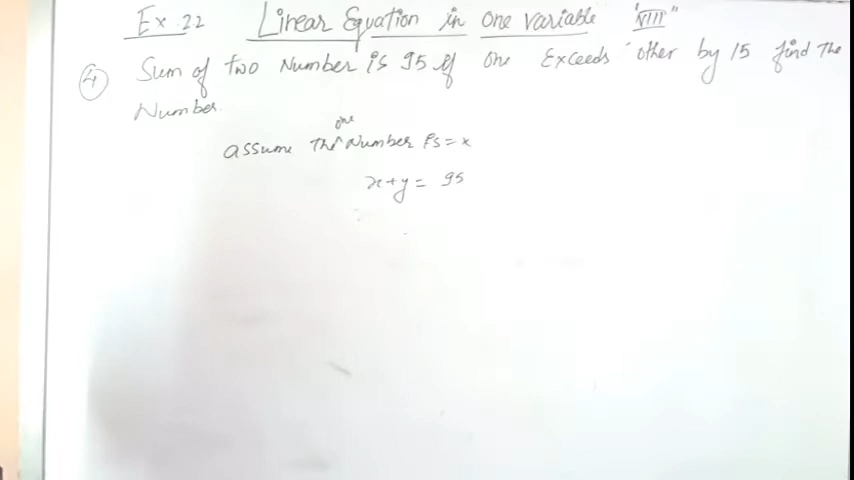 Ex 22 Linear Equation in one variable "VIII"
4 Sum of two Number is 95 if one Exceeds other by 15 find the
Number.
assume the one Number is = x
x+y = 95